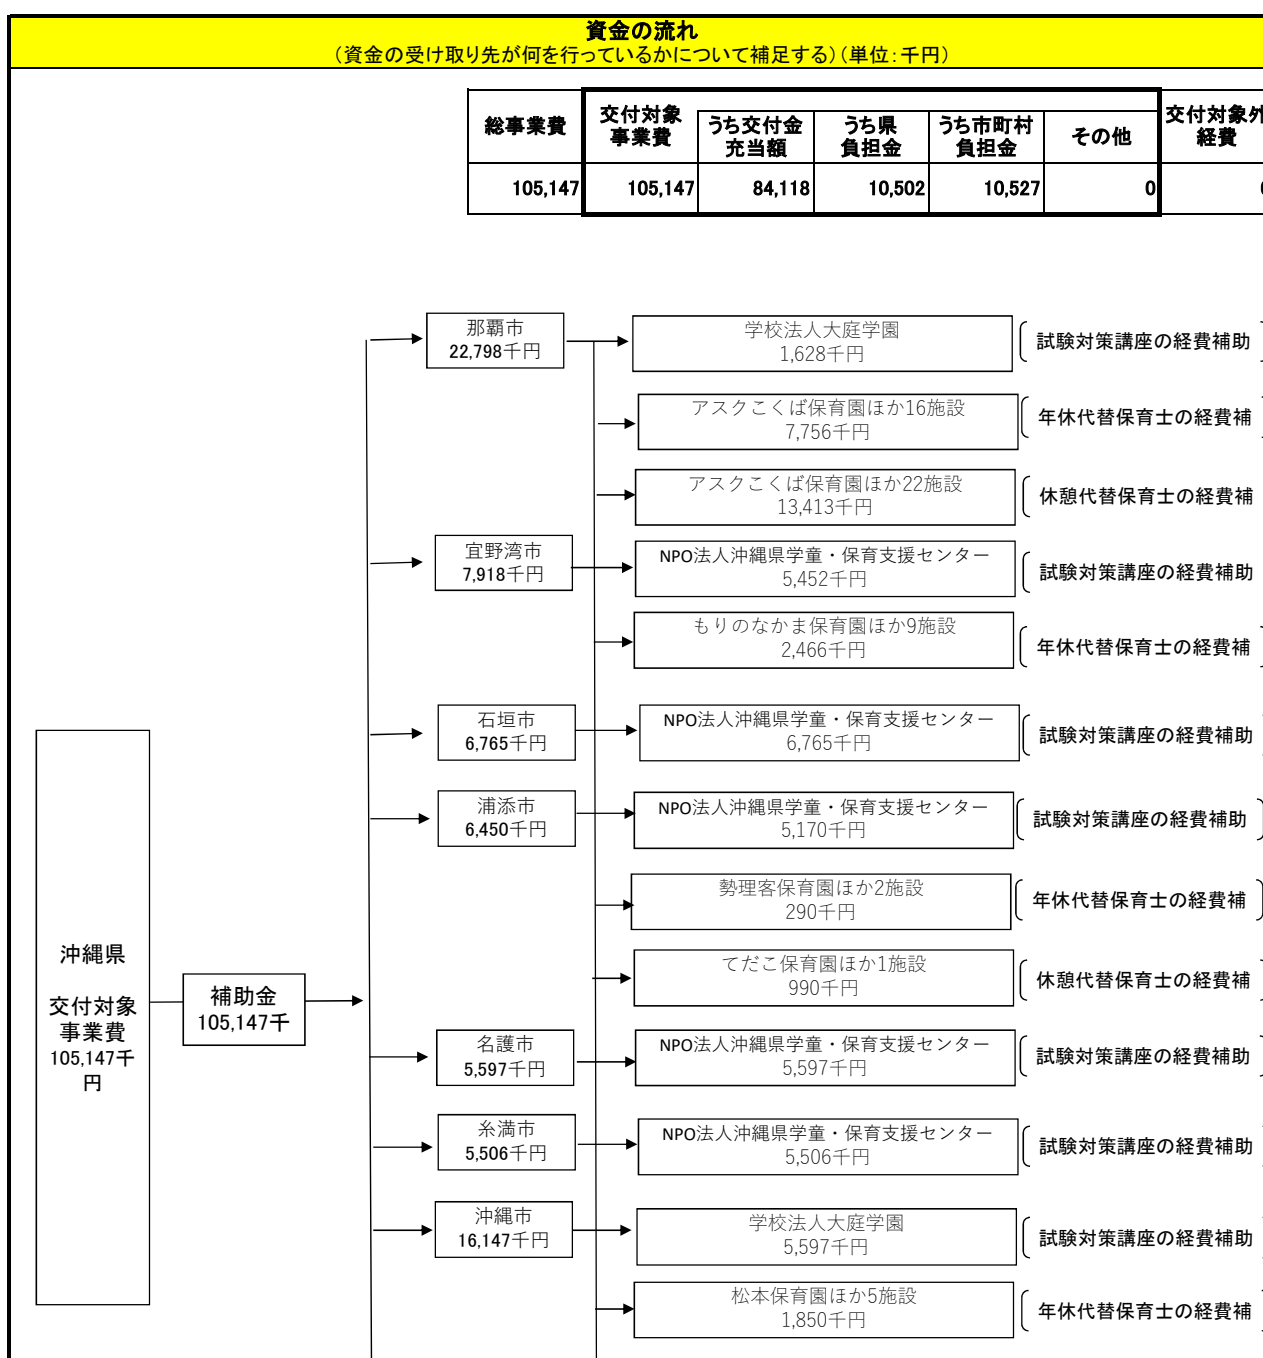 資金の流れ
（資金の受け取り先が何を行っているかについて補足する）（単位：千円）
総事業費
交付対象
事業費
うち交付金
充当額
うち県
負担金
うち市町村
負担金
その他
交付対象外
経費
105,147
105,147
84,118
10,502
10,527
0
那覇市
22,798千円
学校法人大庭学園
1,628千円
試験対策講座の経費補助
アスクこくば保育園ほか16施設
7,756千円
年休代替保育士の経費補
アスクこくば保育園ほか22施設
13,413千円
休憩代替保育士の経費補
宜野湾市
7,918千円
NPO法人沖縄県学童・保育支援センター
5,452千円
試験対策講座の経費補助
もりのなかま保育園ほか9施設
2,466千円
年休代替保育士の経費補
石垣市
6,765千円
NPO法人沖縄県学童・保育支援センター
6,765千円
試験対策講座の経費補助
浦添市
6,450千円
NPO法人沖縄県学童・保育支援センター
5,170千円
試験対策講座の経費補助
勢理客保育園ほか2施設
290千円
年休代替保育士の経費補
てだこ保育園ほか1施設
990千円
休憩代替保育士の経費補
沖縄県
交付対象
事業費
105,147千
円
補助金
105,147千
名護市
5,597千円
NPO法人沖縄県学童・保育支援センター
5,597千円
試験対策講座の経費補助
糸満市
5,506千円
NPO法人沖縄県学童・保育支援センター
5,506千円
試験対策講座の経費補助
沖縄市
16,147千円
学校法人大庭学園
5,597千円
試験対策講座の経費補助
松本保育園ほか5施設
1,850千円
年休代替保育士の経費補